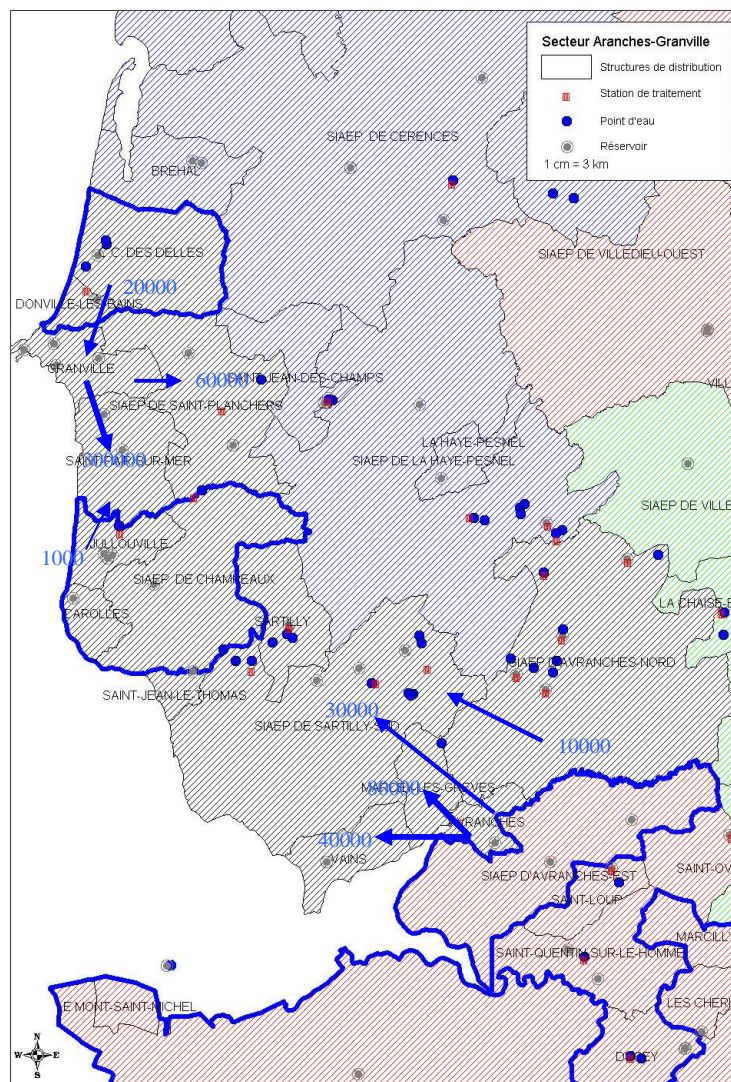 Secteur Aranches-Granville
Structures de distribution
Station de traitement
Point d'eau
Réservoir
1 cm = 3 km
SIAEP DE CERENCES
BREHAL
C.C. DES DELLES
SIAEP DE VILLEDIEU-OUEST
20000
DONVILLE-LES-BAINS
GRANVILLE
60000
SAINT-JEAN-DES-CHAMPS
VIL
SIAEP DE SAINT-PLANCHERS
LA HAYE-PESNEL
300000
SIAEP DE LA HAYE-PESNEL
SIAEP DE VILLE
JULLOUVILLE
1000
SIAEP DE CHAMPEAUX
LA CHAISE-B
CAROLLES
SARTILLY
SIAEP D'AVRANCHES-NORD
SAINT-JEAN-LE-THOMAS
30000
SIAEP DE SARTILLY-SUD
10000
80000
AVRANCHES
40000
VAINS
SIAEP D'AVRANCHES-EST
SAINT-OV
SAINT-LOUP
MARCILLY
SAINT-QUENTIN-SUR-LE-HOMME
LE MONT-SAINT-MICHEL
LES CHERI
N
W E
S